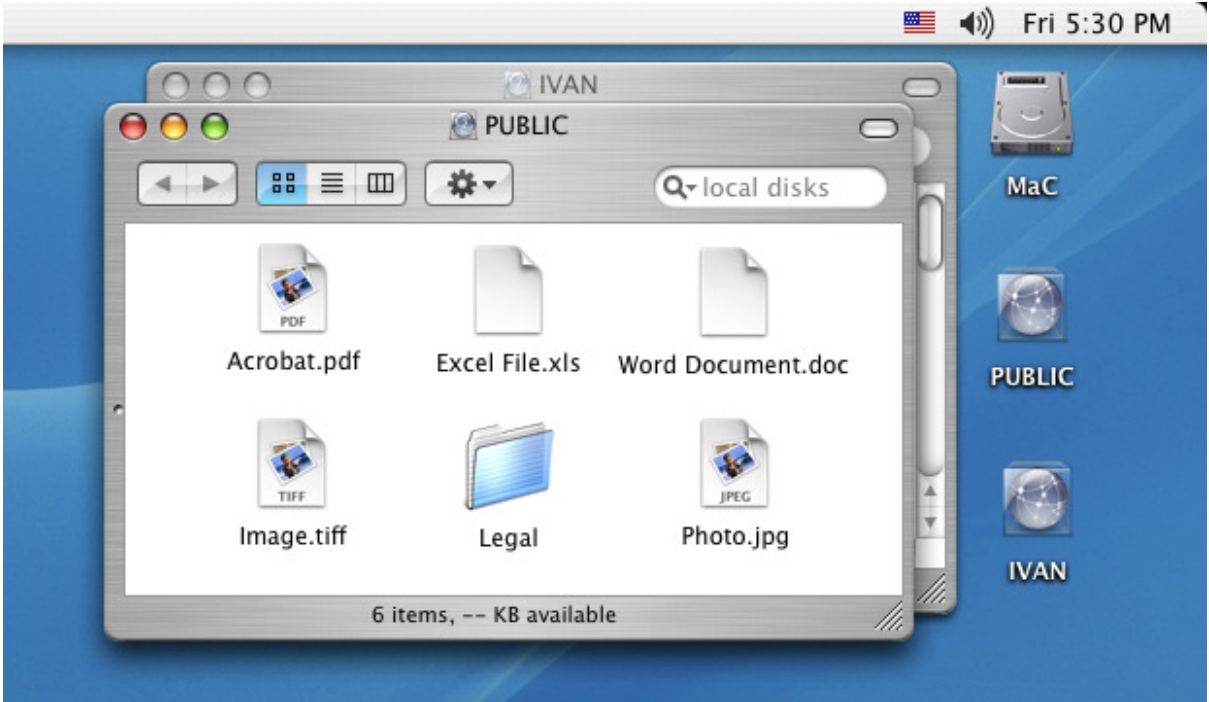 Fri 5:30 PM
IVAN
PUBLIC
local disks
PDF
Acrobat.pdf
Excel File.xls
Word Document.doc
TIFF
Image.tiff
Legal
JPEG
Photo.jpg
6 items, -- KB available
MaC
PUBLIC
IVAN